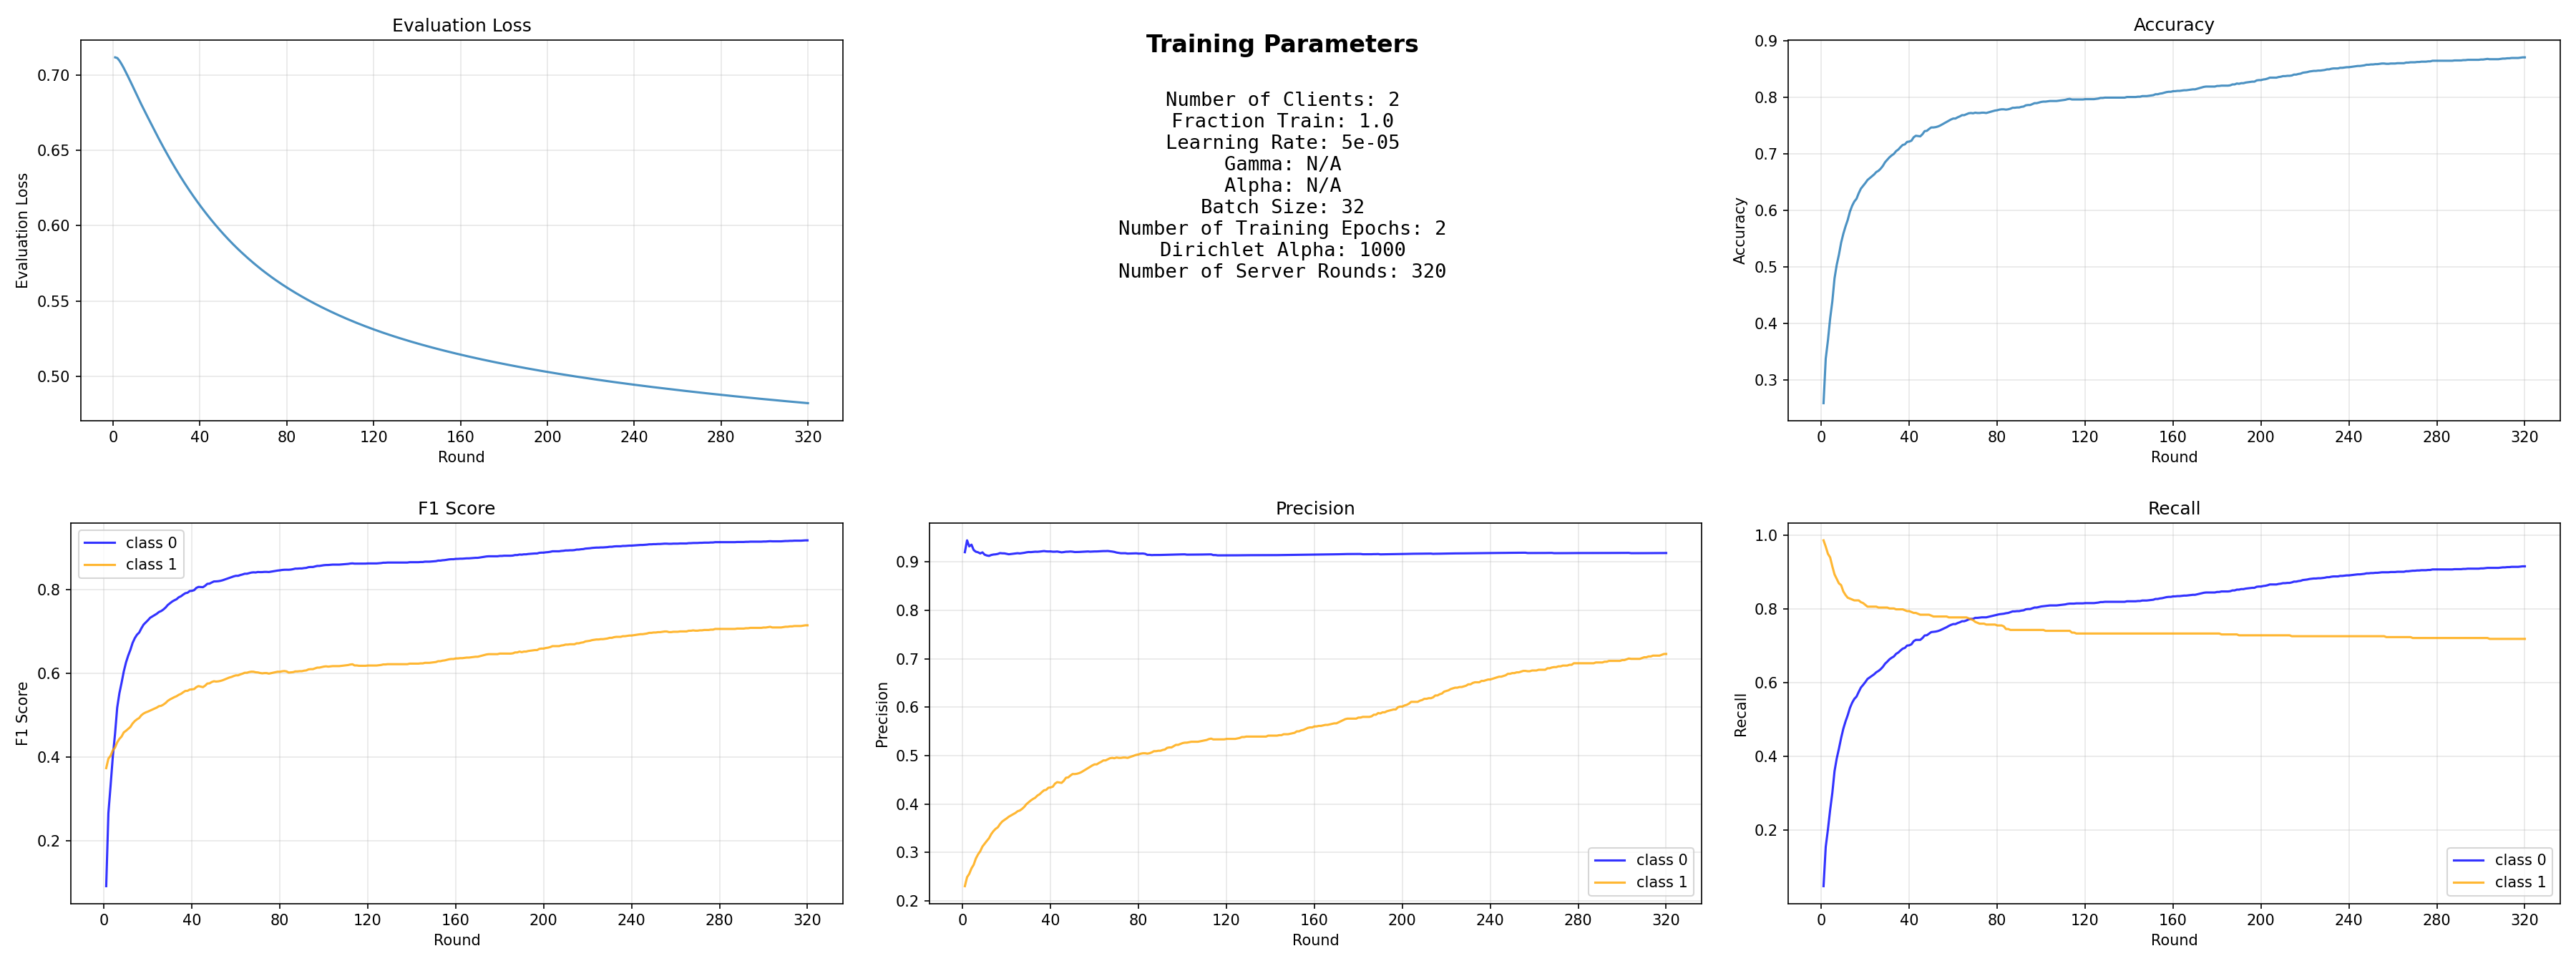 Evaluation Loss
0.70
0.65
0.60
0.55
0.50
Evaluation Loss
0 40 80 120 160 200 240 280 320
Round
Training Parameters
Number of Clients: 2
Fraction Train: 1.0
Learning Rate: 5e-05
Gamma: N/A
Alpha: N/A
Batch Size: 32
Number of Training Epochs: 2
Dirichlet Alpha: 1000
Number of Server Rounds: 320
Accuracy
0.9
0.8
0.7
0.6
0.5
0.4
0.3
Accuracy
0 40 80 120 160 200 240 280 320
Round
F1 Score
class 0
class 1
0.8
0.6
0.4
0.2
F1 Score
0 40 80 120 160 200 240 280 320
Round
Precision
0.9
0.8
0.7
0.6
0.5
0.4
0.3
0.2
Precision
class 0
class 1
0 40 80 120 160 200 240 280 320
Round
Recall
1.0
0.8
0.6
0.4
0.2
Recall
class 0
class 1
0 40 80 120 160 200 240 280 320
Round